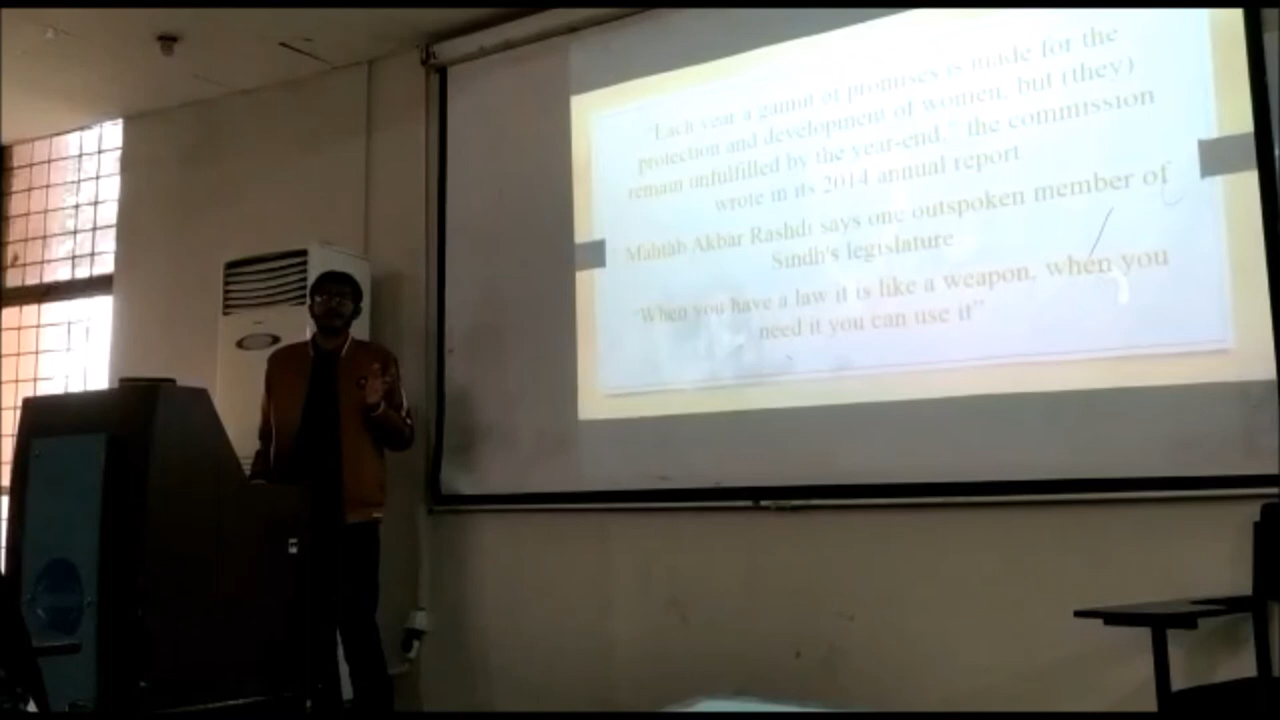 "Each year a gamut of promises is made for the
protection and development of women, but (they)
remain unfulfilled by the year-end," the commission
wrote in its 2014 annual report
Mahtab Akbar Rashdi says one outspoken member of
Sindh's legislature
"When you have a law it is like a weapon. when you
need it you can use it"